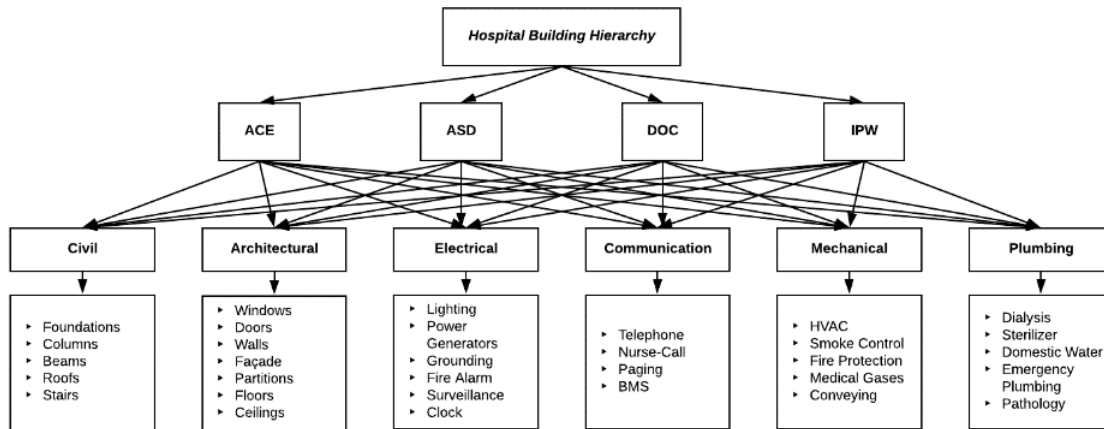 Hospital Building Hierarchy
ACE
ASD
DOC
IPW
Civil
Architectural
Electrical
Communication
Mechanical
Plumbing
‣ Foundations
‣ Columns
‣ Beams
‣ Roofs
‣ Stairs
‣ Windows
‣ Doors
‣ Walls
‣ Façade
‣ Partitions
‣ Floors
‣ Ceilings
‣ Lighting
‣ Power
Generators
‣ Grounding
‣ Fire Alarm
‣ Surveillance
‣ Clock
‣ Telephone
‣ Nurse-Call
‣ Paging
‣ BMS
‣ HVAC
‣ Smoke Control
‣ Fire Protection
‣ Medical Gases
‣ Conveying
‣ Dialysis
‣ Sterilizer
‣ Domestic Water
‣ Emergency
Plumbing
‣ Pathology